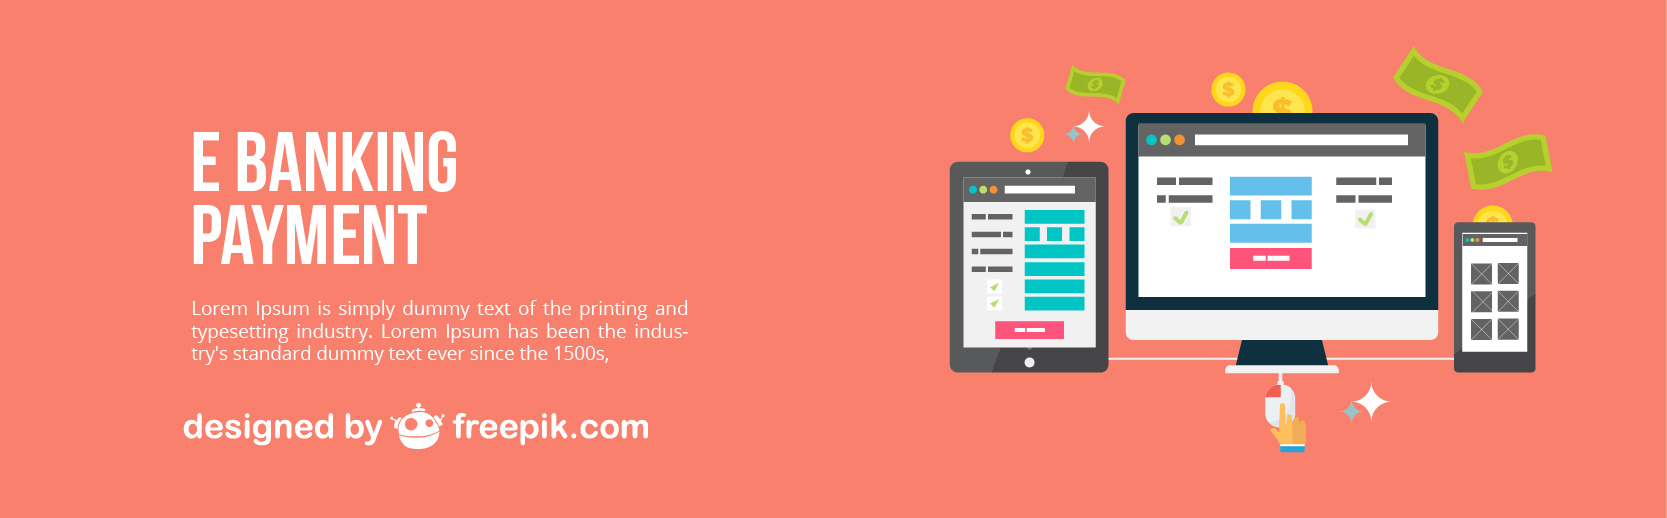 E BANKING
PAYMENT
Lorem Ipsum is simply dummy text of the printing and
typesetting industry. Lorem Ipsum has been the indus-
try's standard dummy text ever since the 1500s,
designed by freepik.com